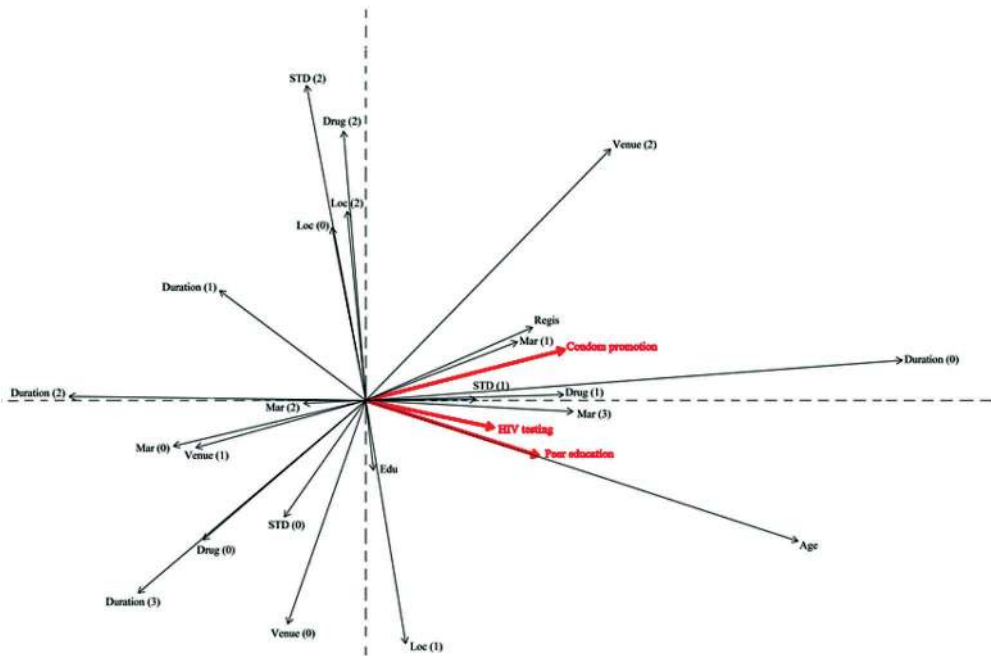 STD (2)
Drug (2)
Venue (2)
Loc (2)
Loc (0)
Duration (1)
Regis
Mar (1)
Condom promotion
Duration (0)
STD (1)
Duration (2)
Drug (1)
Mar (2)
Mar (3)
HIV testing
Mar (0)
Venue (1)
Peer education
Edu
STD (0)
Drug (0)
Age
Duration (3)
Venue (0)
Loc (1)